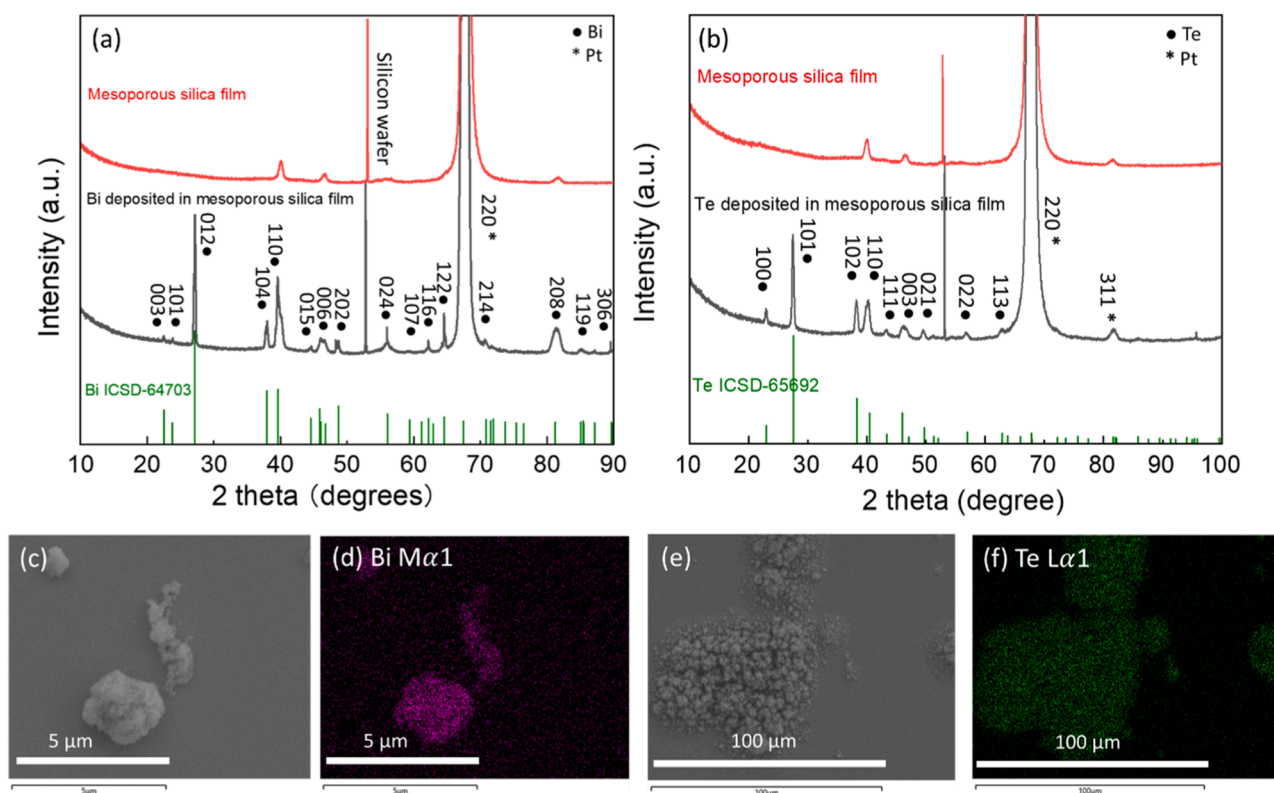 (a)
● Bi
* Pt
Mesoporous silica film
Silicon wafer
Bi deposited in mesoporous silica film
003
101
012
104
110
015
006
202
024
107
116
122
220 *
214
208
119
306
Bi ICSD-64703
Intensity (a.u.)
10 20 30 40 50 60 70 80 90
2 theta (degrees)
(b)
● Te
* Pt
Mesoporous silica film
Te deposited in mesoporous silica film
100
101
102
110
111
003
021
022
113
220 *
311 *
Te ICSD-65692
Intensity (a.u.)
10 20 30 40 50 60 70 80 90 100
2 theta (degree)
(c)
5 μm
5μm
(d) Bi Mα1
5 μm
5μm
(e)
100 μm
100μm
(f) Te Lα1
100 μm
100μm